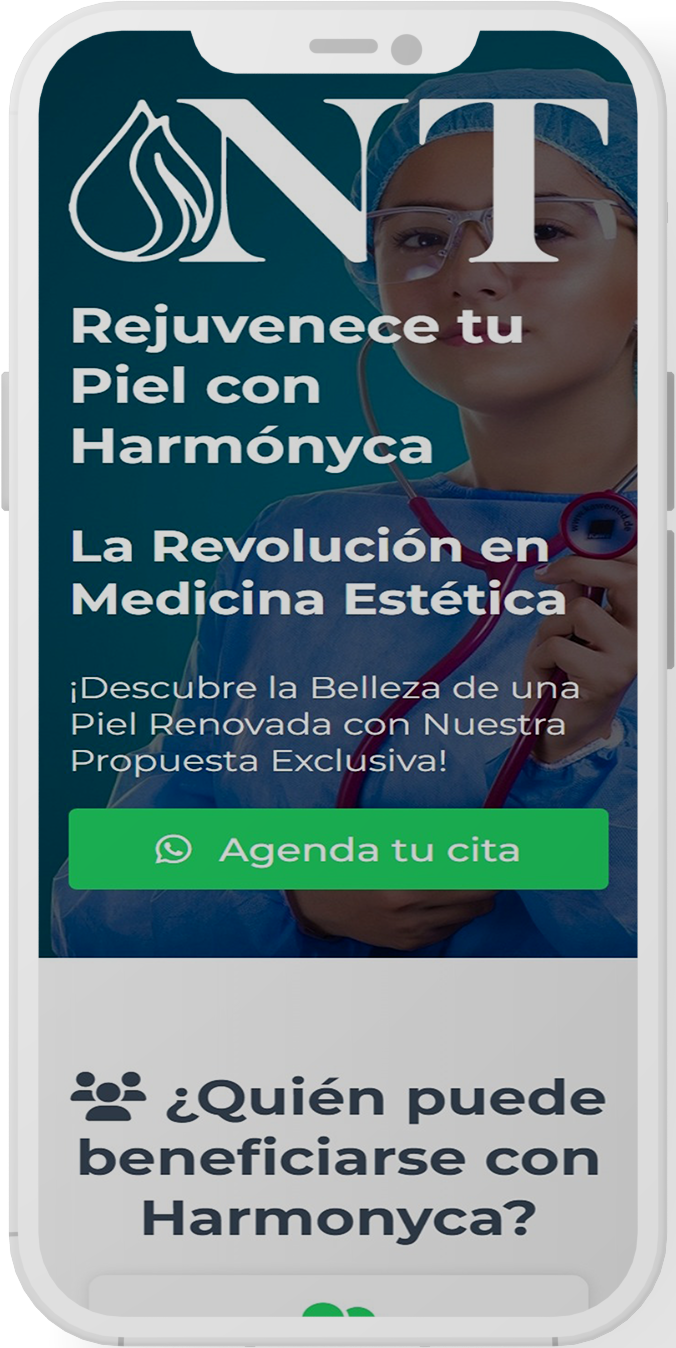 NT
Rejuvenece tu
Piel con
Harmónyca
La Revolución en
Medicina Estética
¡Descubre la Belleza de una
Piel Renovada con Nuestra
Propuesta Exclusiva!
Agenda tu cita
¿Quién puede
beneficiarse con
Harmonyca?